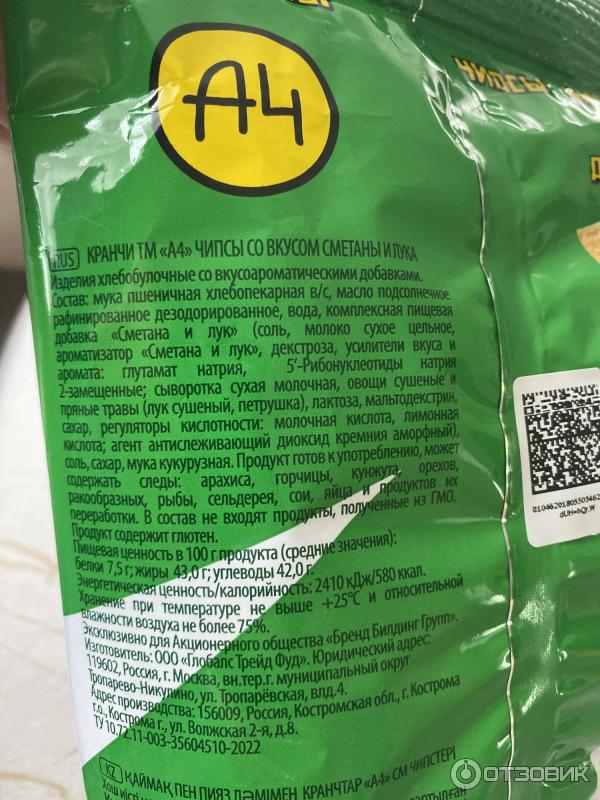 А4
ЧИПСЫ
RUS КРАНЧИ ТМ «А4» ЧИПСЫ СО ВКУСОМ СМЕТАНЫ И ЛУКА
Изделия хлебобулочные со вкусоароматическими добавками.
Состав: мука пшеничная хлебопекарная в/с, масло подсолнечное
рафинированное дезодорированное, вода, комплексная пищевая
добавка «Сметана и лук» (соль, молоко сухое цельное,
ароматизатор «Сметана и лук», декстроза, усилители вкуса и
аромата: глутамат натрия, 5'-Рибонуклеотиды натрия
2-замещенные; сыворотка сухая молочная, овощи сушеные и
пряные травы (лук сушеный, петрушка), лактоза, мальтодекстрин,
сахар, регуляторы кислотности: молочная кислота, лимонная
кислота; агент антислеживающий диоксид кремния аморфный),
соль, сахар, мука кукурузная. Продукт готов к употреблению, может
содержать следы: арахиса, горчицы, кунжута, орехов,
ракообразных, рыбы, сельдерея, сои, яйца и продуктов их
переработки. В состав не входят продукты, полученные из ГМО.
Продукт содержит глютен.
Пищевая ценность в 100 г продукта (средние значения):
белки 7,5 г; жиры 43,0 г; углеводы 42,0 г.
Энергетическая ценность/калорийность: 2410 кДж/580 ккал.
Хранение при температуре не выше +25°С и относительной
влажности воздуха не более 75%.
Эксклюзивно для Акционерного общества «Бренд Билдинг Групп».
Изготовитель: ООО «Глобалс Трейд Фуд». Юридический адрес:
119602, Россия, г. Москва, вн.тер.г. муниципальный округ
Тропарево-Никулино, ул. Тропарёвская, влд.4.
Адрес производства: 156009, Россия, Костромская обл., г. Кострома
г.о., Кострома г., ул. Волжская 2-я, д.8.
ТУ 10.72.11-003-35604510-2022
KZ ҚАЙМАҚ ПЕН ПИЯЗ ДӘМІМЕН КРАНЧТАР «А4» СМ ЧИПСТЕРІ
01046201805505462
dUH=hQr.W
ОТЗОВИК